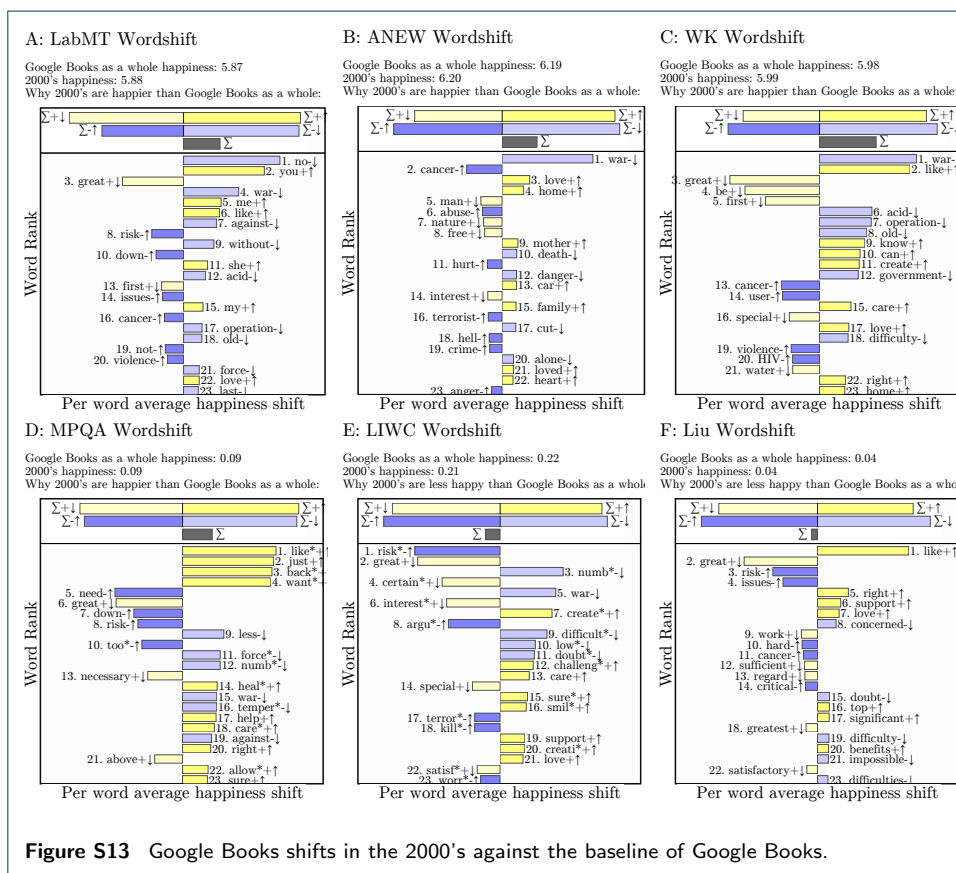 A: LabMT Wordshift
Google Books as a whole happiness: 5.87
2000's happiness: 5.88
Why 2000's are happier than Google Books as a whole:
Σ+↓
Σ+↑
Σ-↑
Σ-↓
Σ
1. no-↓
2. you+↑
3. great+↓
4. war-↓
5. me+↑
6. like+↑
7. against-↓
8. risk-↑
9. without-↓
10. down-↑
11. she+↑
12. acid-↓
13. first+↓
14. issues-↑
15. my+↑
16. cancer-↑
17. operation-↓
18. old-↓
19. not-↑
20. violence-↑
21. force-↓
22. love+↑
23. last-↓
Word Rank
Per word average happiness shift
B: ANEW Wordshift
Google Books as a whole happiness: 6.19
2000's happiness: 6.20
Why 2000's are happier than Google Books as a whole:
Σ+↓
Σ+↑
Σ-↑
Σ-↓
Σ
1. war-↓
2. cancer-↑
3. love+↑
4. home+↑
5. man+↓
6. abuse-↑
7. nature+↓
8. free+↓
9. mother+↑
10. death-↓
11. hurt-↑
12. danger-↓
13. car+↑
14. interest+↓
15. family+↑
16. terrorist-↑
17. cut-↓
18. hell-↑
19. crime-↑
20. alone-↓
21. loved+↑
22. heart+↑
23. anger-↑
Word Rank
Per word average happiness shift
C: WK Wordshift
Google Books as a whole happiness: 5.98
2000's happiness: 5.99
Why 2000's are happier than Google Books as a whole:
Σ+↓
Σ+↑
Σ-↑
Σ-↓
Σ
1. war-
2. like+↑
3. great+↓
4. be+↓
5. first+↓
6. acid-↓
7. operation-↓
8. old-↓
9. know+↑
10. can+↑
11. create+↑
12. government-↓
13. cancer-↑
14. user-↑
15. care+↑
16. special+↓
17. love+↑
18. difficulty-↓
19. violence-↑
20. HIV-↑
21. water+↓
22. right+↑
23. home+↑
Word Rank
Per word average happiness shift
D: MPQA Wordshift
Google Books as a whole happiness: 0.09
2000's happiness: 0.09
Why 2000's are happier than Google Books as a whole:
Σ+↓
Σ+↑
Σ-↑
Σ-↓
Σ
1. like*+↑
2. just+↑
3. back*+
4. want*+
5. need-↑
6. great+↓
7. down-↑
8. risk-↑
9. less-↓
10. too*-↑
11. force*-↓
12. numb*-↓
13. necessary+↓
14. heal*+↑
15. war-↓
16. temper*-↓
17. help+↑
18. care*+↑
19. against-↓
20. right+↑
21. above+↓
22. allow*+↑
23. sure+↑
Word Rank
Per word average happiness shift
E: LIWC Wordshift
Google Books as a whole happiness: 0.22
2000's happiness: 0.21
Why 2000's are less happy than Google Books as a whole
Σ+↓
Σ+↑
Σ-↑
Σ-↓
Σ
1. risk*-↑
2. great+↓
3. numb*-↓
4. certain*+↓
5. war-↓
6. interest*+↓
7. create*+↑
8. argu*-↑
9. difficult*-↓
10. low*-↓
11. doubt*-↓
12. challeng*+↑
13. care+↑
14. special+↓
15. sure*+↑
16. smil*+↑
17. terror*-↑
18. kill*-↑
19. support+↑
20. creati*+↑
21. love+↑
22. satisf*+↓
23. worr*-↑
Word Rank
Per word average happiness shift
F: Liu Wordshift
Google Books as a whole happiness: 0.04
2000's happiness: 0.04
Why 2000's are less happy than Google Books as a who
Σ+↓
Σ+↑
Σ-↑
Σ-↓
Σ
1. like+↑
2. great+↓
3. risk-↑
4. issues-↑
5. right+↑
6. support+↑
7. love+↑
8. concerned-↓
9. work+↓
10. hard-↑
11. cancer-↑
12. sufficient+↓
13. regard+↓
14. critical-↑
15. doubt-↓
16. top+↑
17. significant+↑
18. greatest+↓
19. difficulty-↓
20. benefits+↑
21. impossible-↓
22. satisfactory+↓
23. difficulties-↓
Word Rank
Per word average happiness shift
Figure S13 Google Books shifts in the 2000's against the baseline of Google Books.